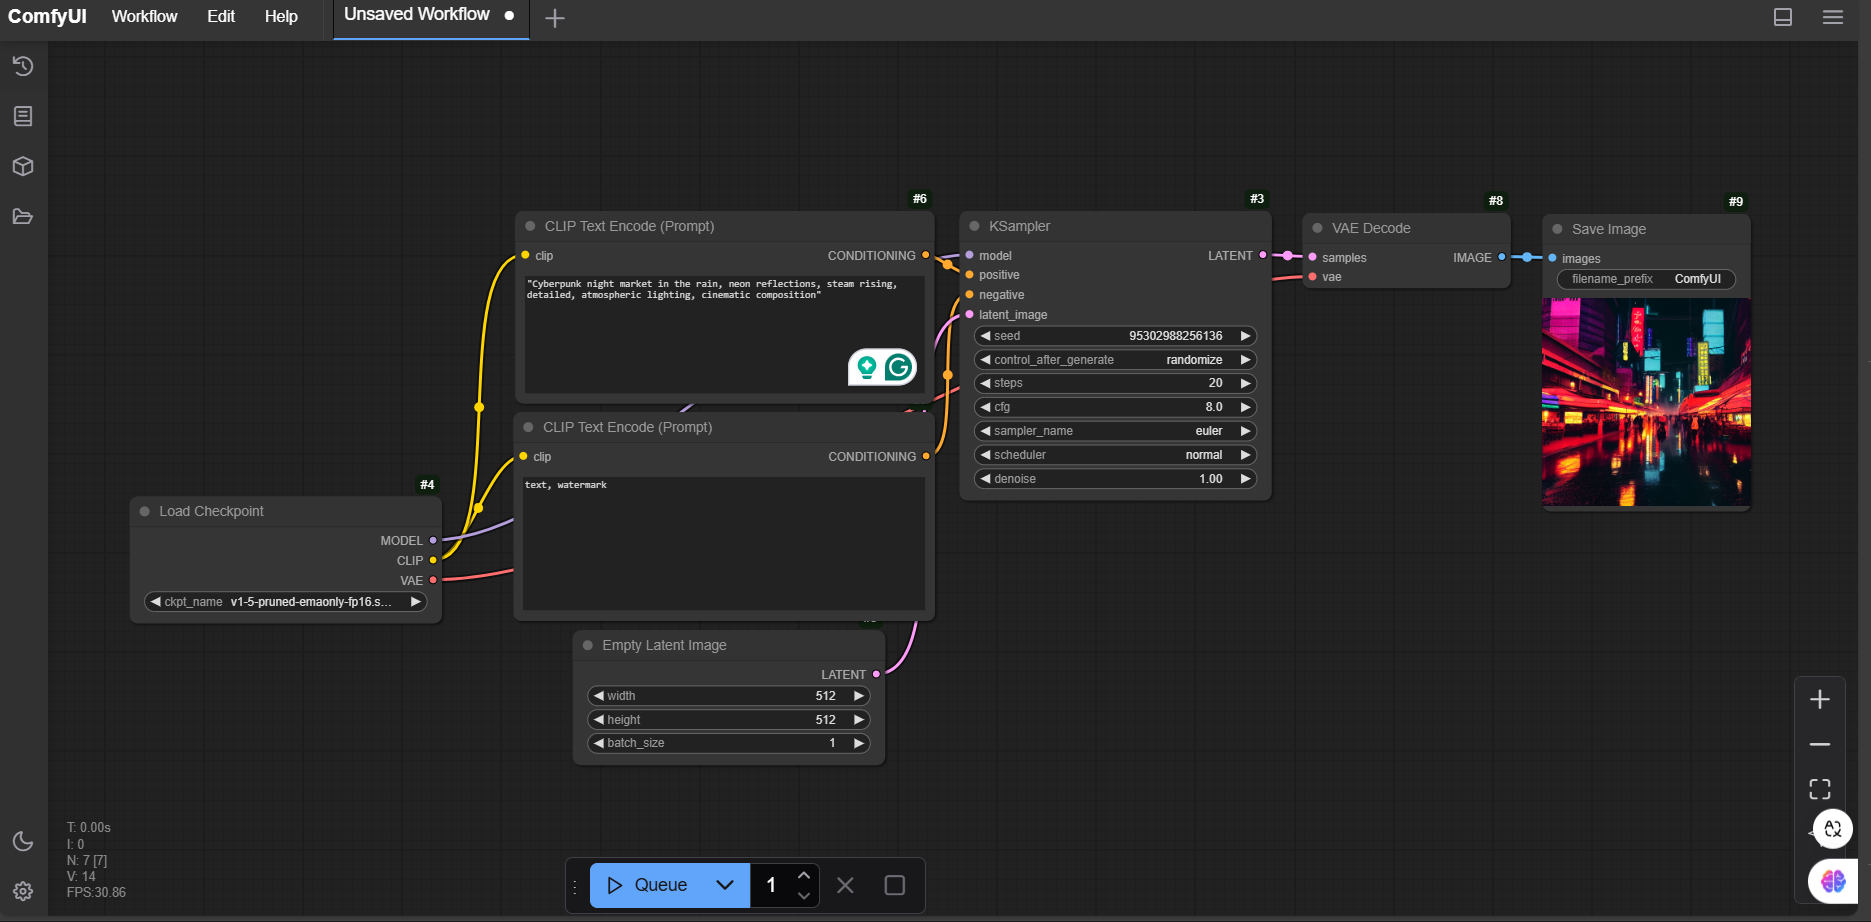 ComfyUI Workflow Edit Help Unsaved Workflow
#6
CLIP Text Encode (Prompt)
clip CONDITIONING
"Cyberpunk night market in the rain, neon reflections, steam rising,
detailed, atmospheric lighting, cinematic composition"
CLIP Text Encode (Prompt)
clip CONDITIONING
text, watermark
#4
Load Checkpoint
MODEL
CLIP
VAE
ckpt_name v1-5-pruned-emaonly-fp16.s...
Empty Latent Image
LATENT
width 512
height 512
batch_size 1
#3
KSampler
model LATENT
positive
negative
latent_image
seed 95302988256136
control_after_generate randomize
steps 20
cfg 8.0
sampler_name euler
scheduler normal
denoise 1.00
#8
VAE Decode
samples IMAGE
vae
#9
Save Image
images
filename_prefix ComfyUI
T: 0.00s
I: 0
N: 7 [7]
V: 14
FPS:30.86
Queue 1